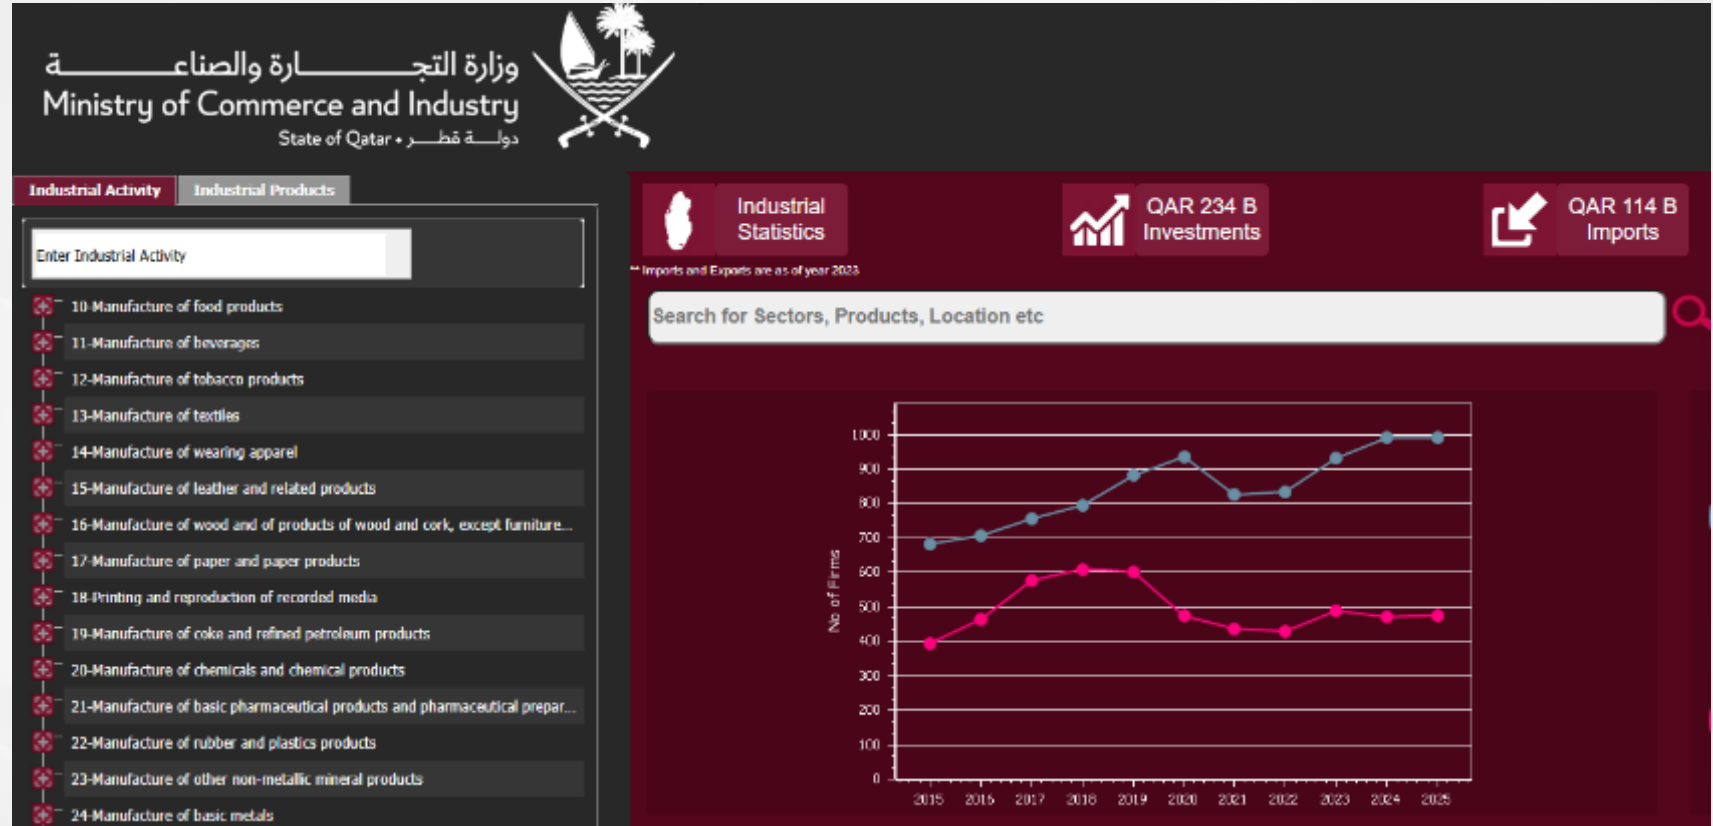 وزارة التجـــــارة والصناعـــــــة
Ministry of Commerce and Industry
State of Qatar • دولـــة قطـــر
Industrial Activity
Industrial Products
Enter Industrial Activity
10-Manufacture of food products
11-Manufacture of beverages
12-Manufacture of tobacco products
13-Manufacture of textiles
14-Manufacture of wearing apparel
15-Manufacture of leather and related products
16-Manufacture of wood and of products of wood and cork, except furniture...
17-Manufacture of paper and paper products
18-Printing and reproduction of recorded media
19-Manufacture of coke and refined petroleum products
20-Manufacture of chemicals and chemical products
21-Manufacture of basic pharmaceutical products and pharmaceutical prepar...
22-Manufacture of rubber and plastics products
23-Manufacture of other non-metallic mineral products
24-Manufacture of basic metals
Industrial
Statistics
QAR 234 B
Investments
QAR 114 B
Imports
** Imports and Exports are as of year 2023
Search for Sectors, Products, Location etc
No of Firms
1000
900
800
700
600
500
400
300
200
100
0
2015 2016 2017 2018 2019 2020 2021 2022 2023 2024 2025